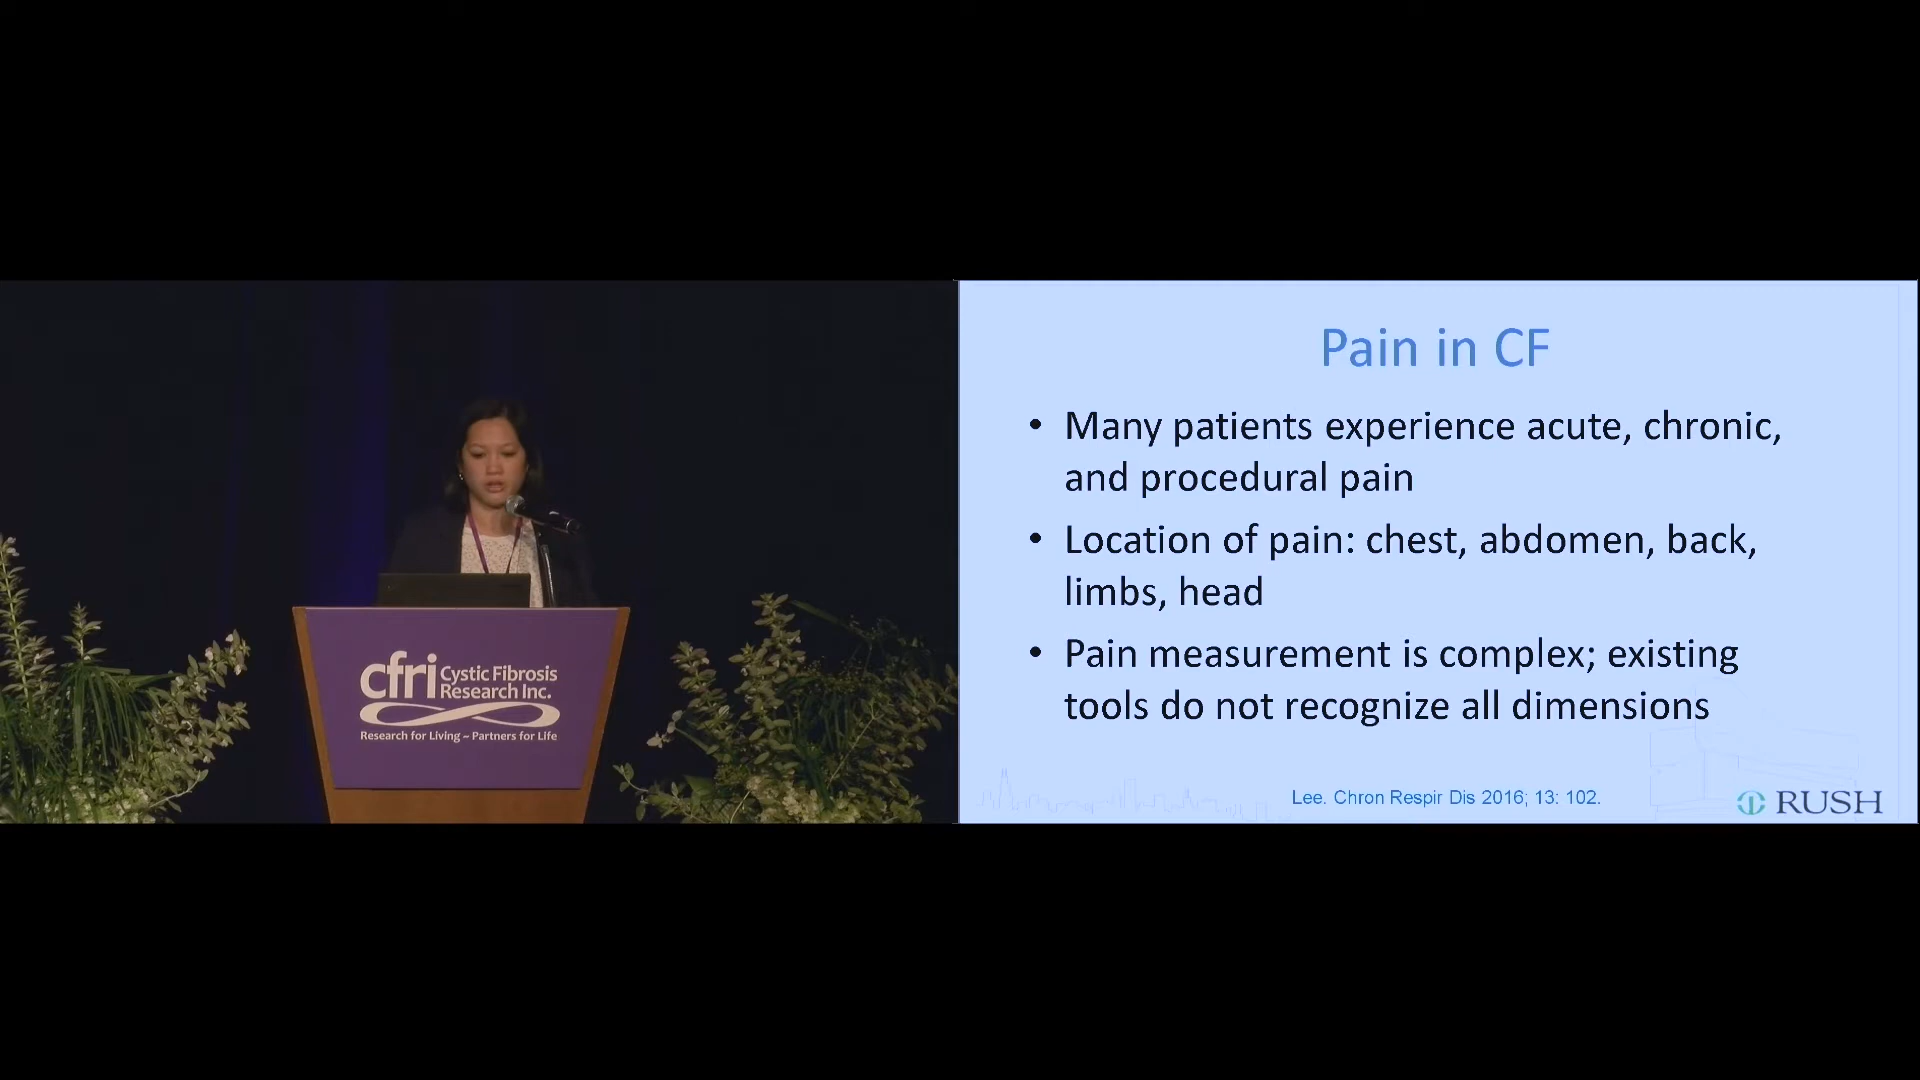 cfri Cystic Fibrosis
Research Inc.
Research for Living ~ Partners for Life
Pain in CF
• Many patients experience acute, chronic,
and procedural pain
• Location of pain: chest, abdomen, back,
limbs, head
• Pain measurement is complex; existing
tools do not recognize all dimensions
Lee. Chron Respir Dis 2016; 13: 102.
RUSH